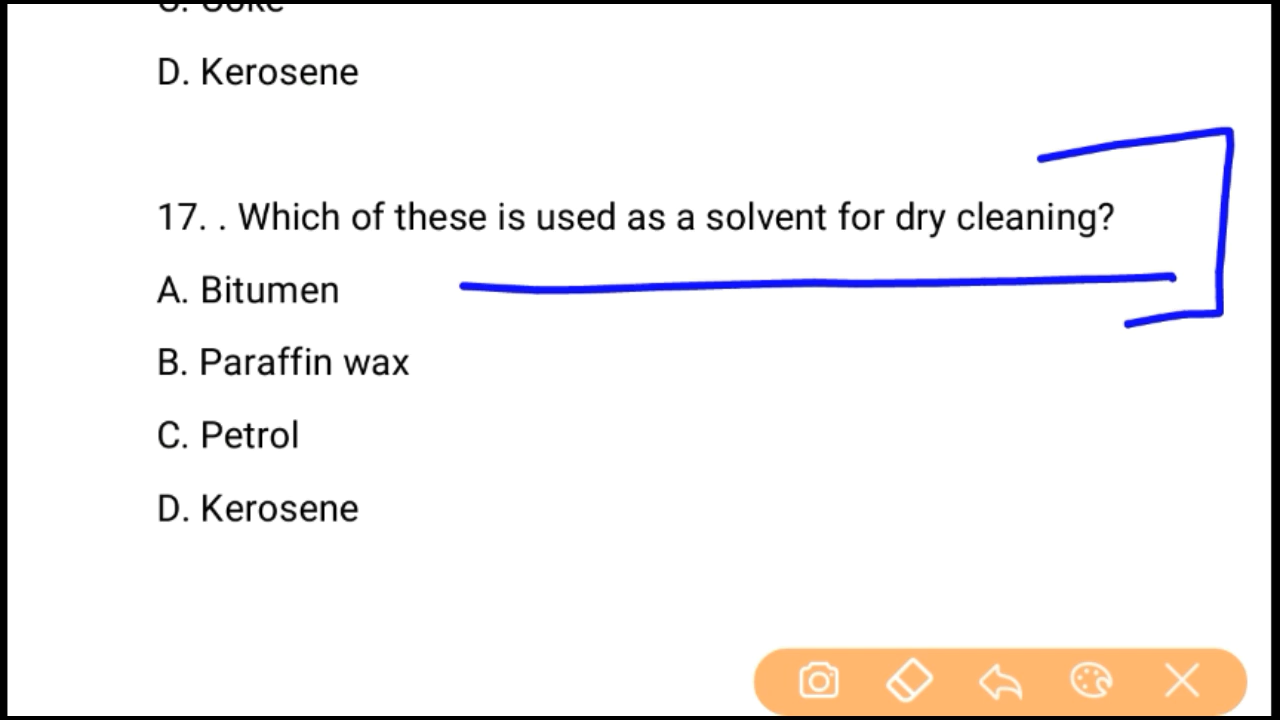 D. Kerosene
17. . Which of these is used as a solvent for dry cleaning?
A. Bitumen
B. Paraffin wax
C. Petrol
D. Kerosene